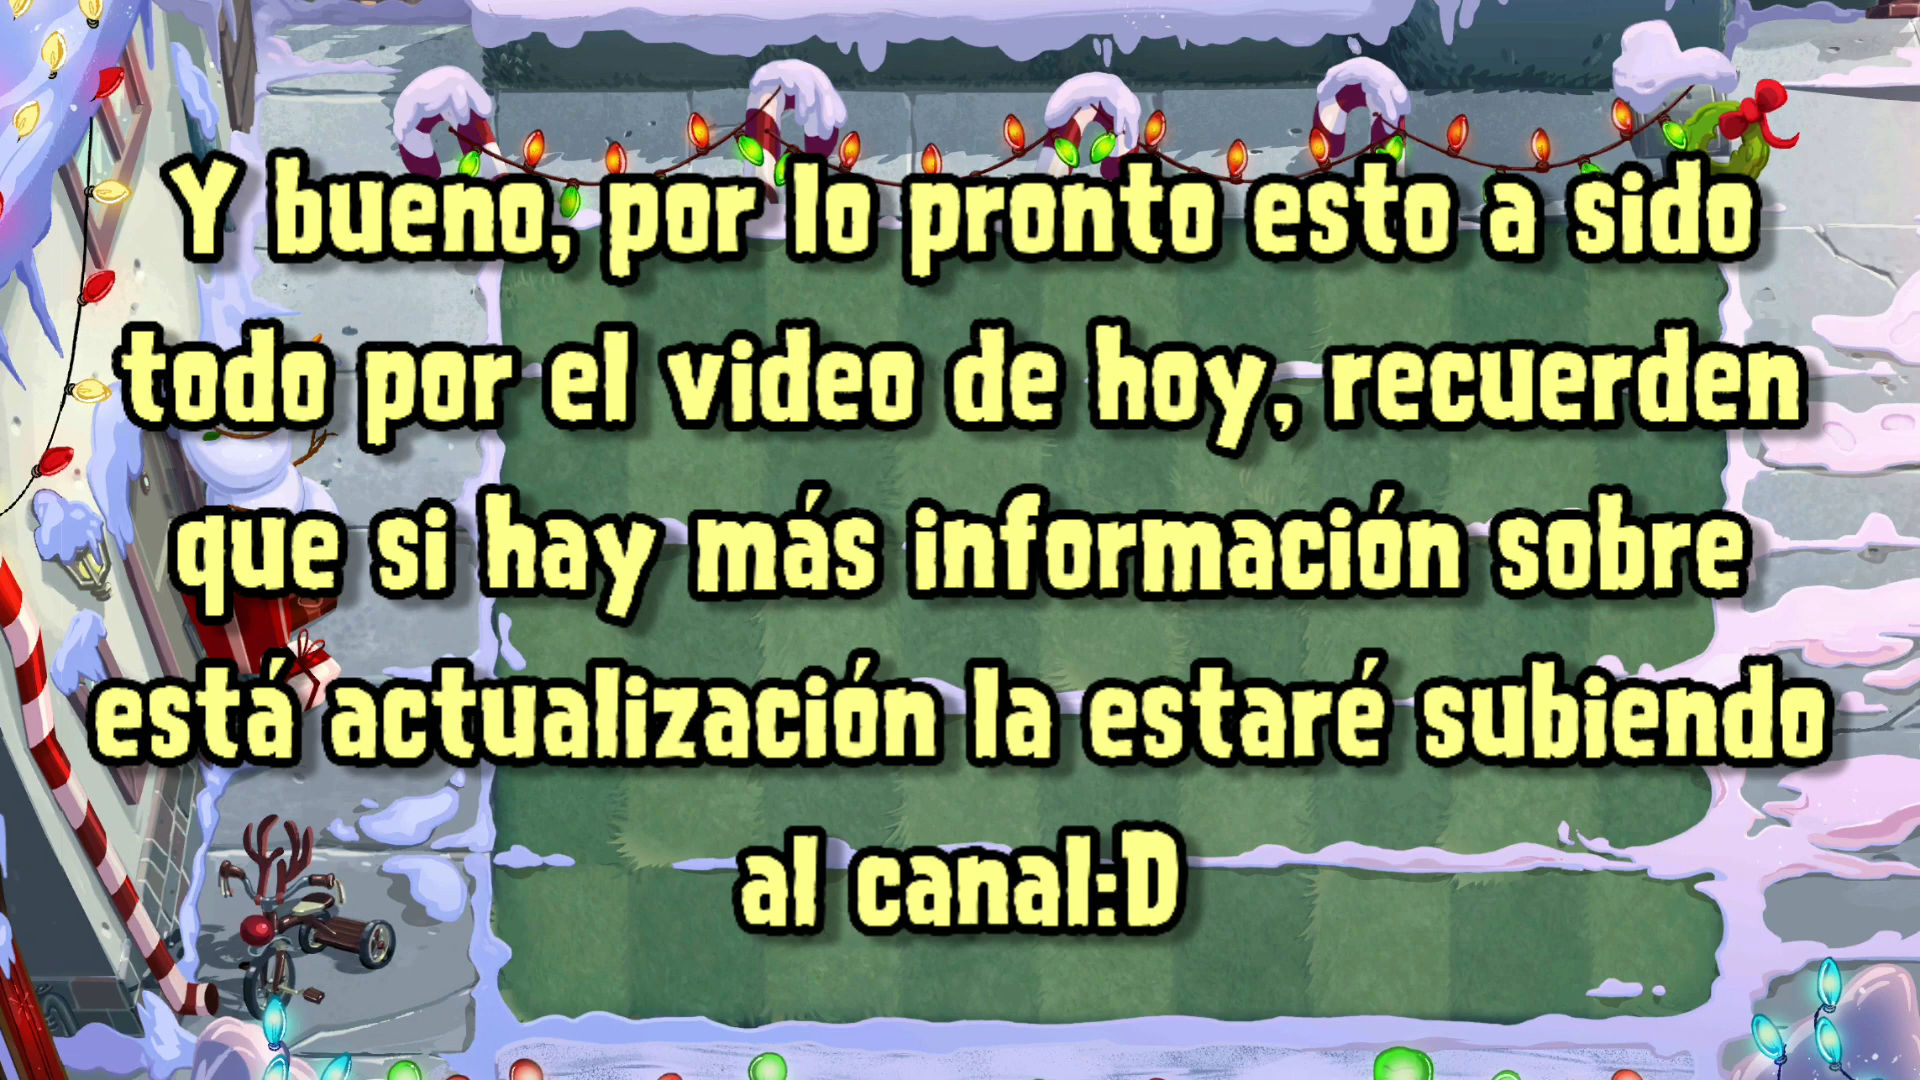 Y bueno, por lo pronto esto a sido
todo por el video de hoy, recuerden
que si hay más información sobre
está actualización la estaré subiendo
al canal:D